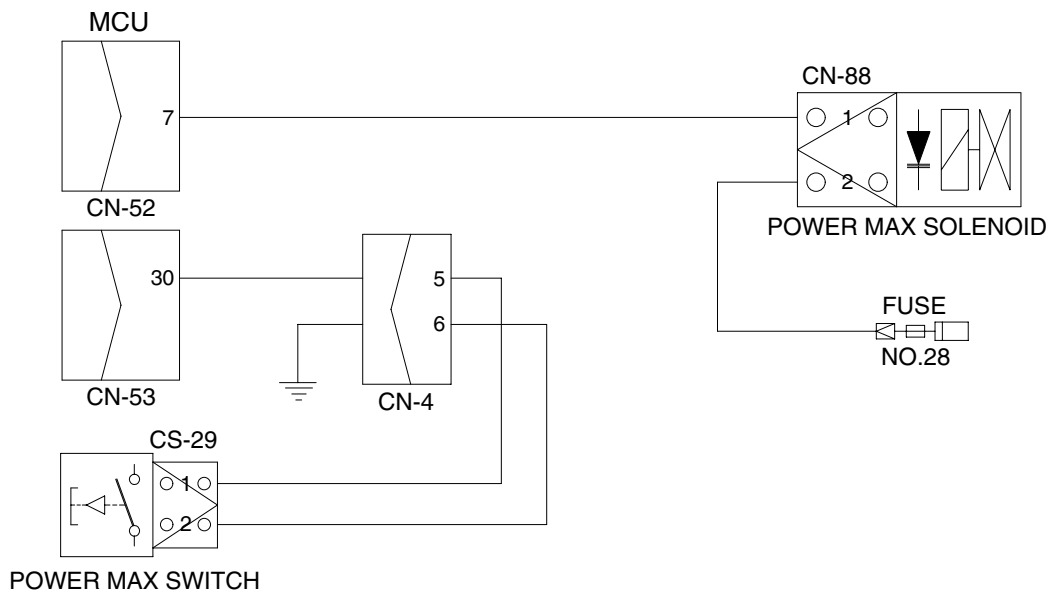 MCU
7
CN-52
CN-88
1
2
POWER MAX SOLENOID
30
CN-53
5
6
CN-4
FUSE
NO.28
CS-29
1
2
POWER MAX SWITCH